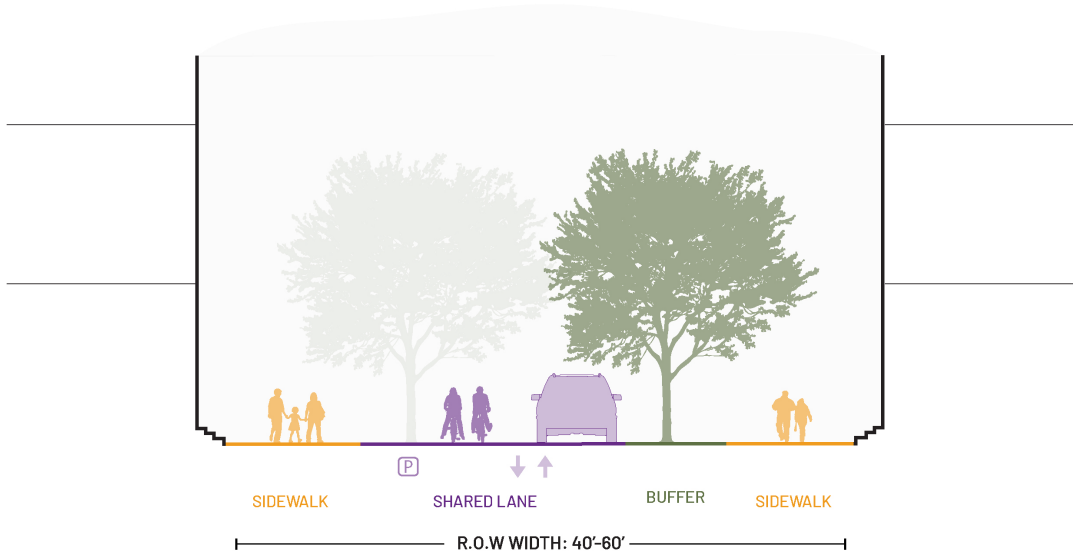 P
SIDEWALK
SHARED LANE
BUFFER
SIDEWALK
R.O.W WIDTH: 40'-60'